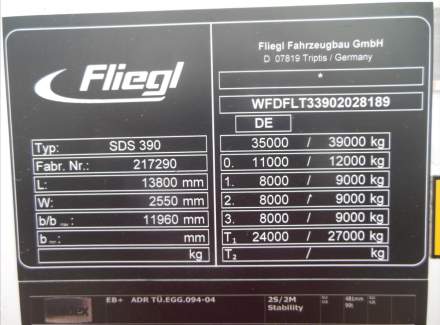 Fliegl
Fliegl Fahrzeugbau GmbH
D 07819 Triptis / Germany
*
WFDFLT33902028189
DE
Typ: SDS 390
Fabr. Nr.: 217290
L: 13800 mm
W: 2550 mm
b/b max.: 11960 mm
b min.: mm
kg
35000 / 39000 kg
0. 11000 / 12000 kg
1. 8000 / 9000 kg
2. 8000 / 9000 kg
3. 8000 / 9000 kg
T1 24000 / 27000 kg
T2 / kg
EB+ ADR TÜ.EGG.094-04
2S/2M
Stability